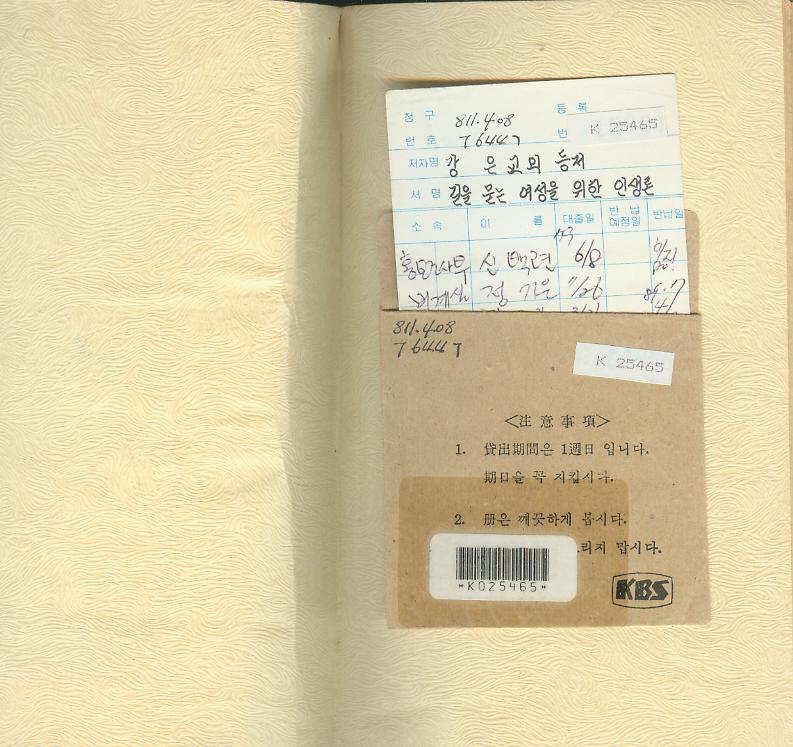 청구 811.408 등록
번호 7644ㄱ 번 K 25465
저자명 강은교외 등저
서명 길을 묻는 여성을 위한 인생론
소속 이름 대출일 반납예정일 반납일
신 6/8
정 11/26
811.408
7644ㄱ
K 25465
<注意事項>
1. 貸出期間은 1週日 입니다.
期日을 꼭 지킵시다.
2. 册은 깨끗하게 봅시다.
리지 맙시다.
*K025465*
KBS